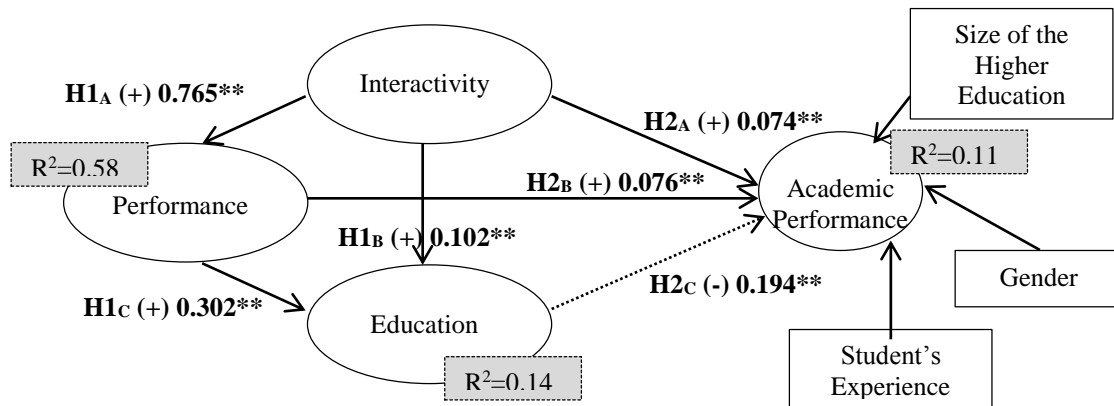 Size of the
Higher
Education
Interactivity
H1A (+) 0.765**
H2A (+) 0.074**
R²=0.58
R²=0.11
H2B (+) 0.076**
Performance
Academic
Performance
H1B (+) 0.102**
H2C (-) 0.194**
Gender
H1C (+) 0.302**
Education
R²=0.14
Student’s
Experience